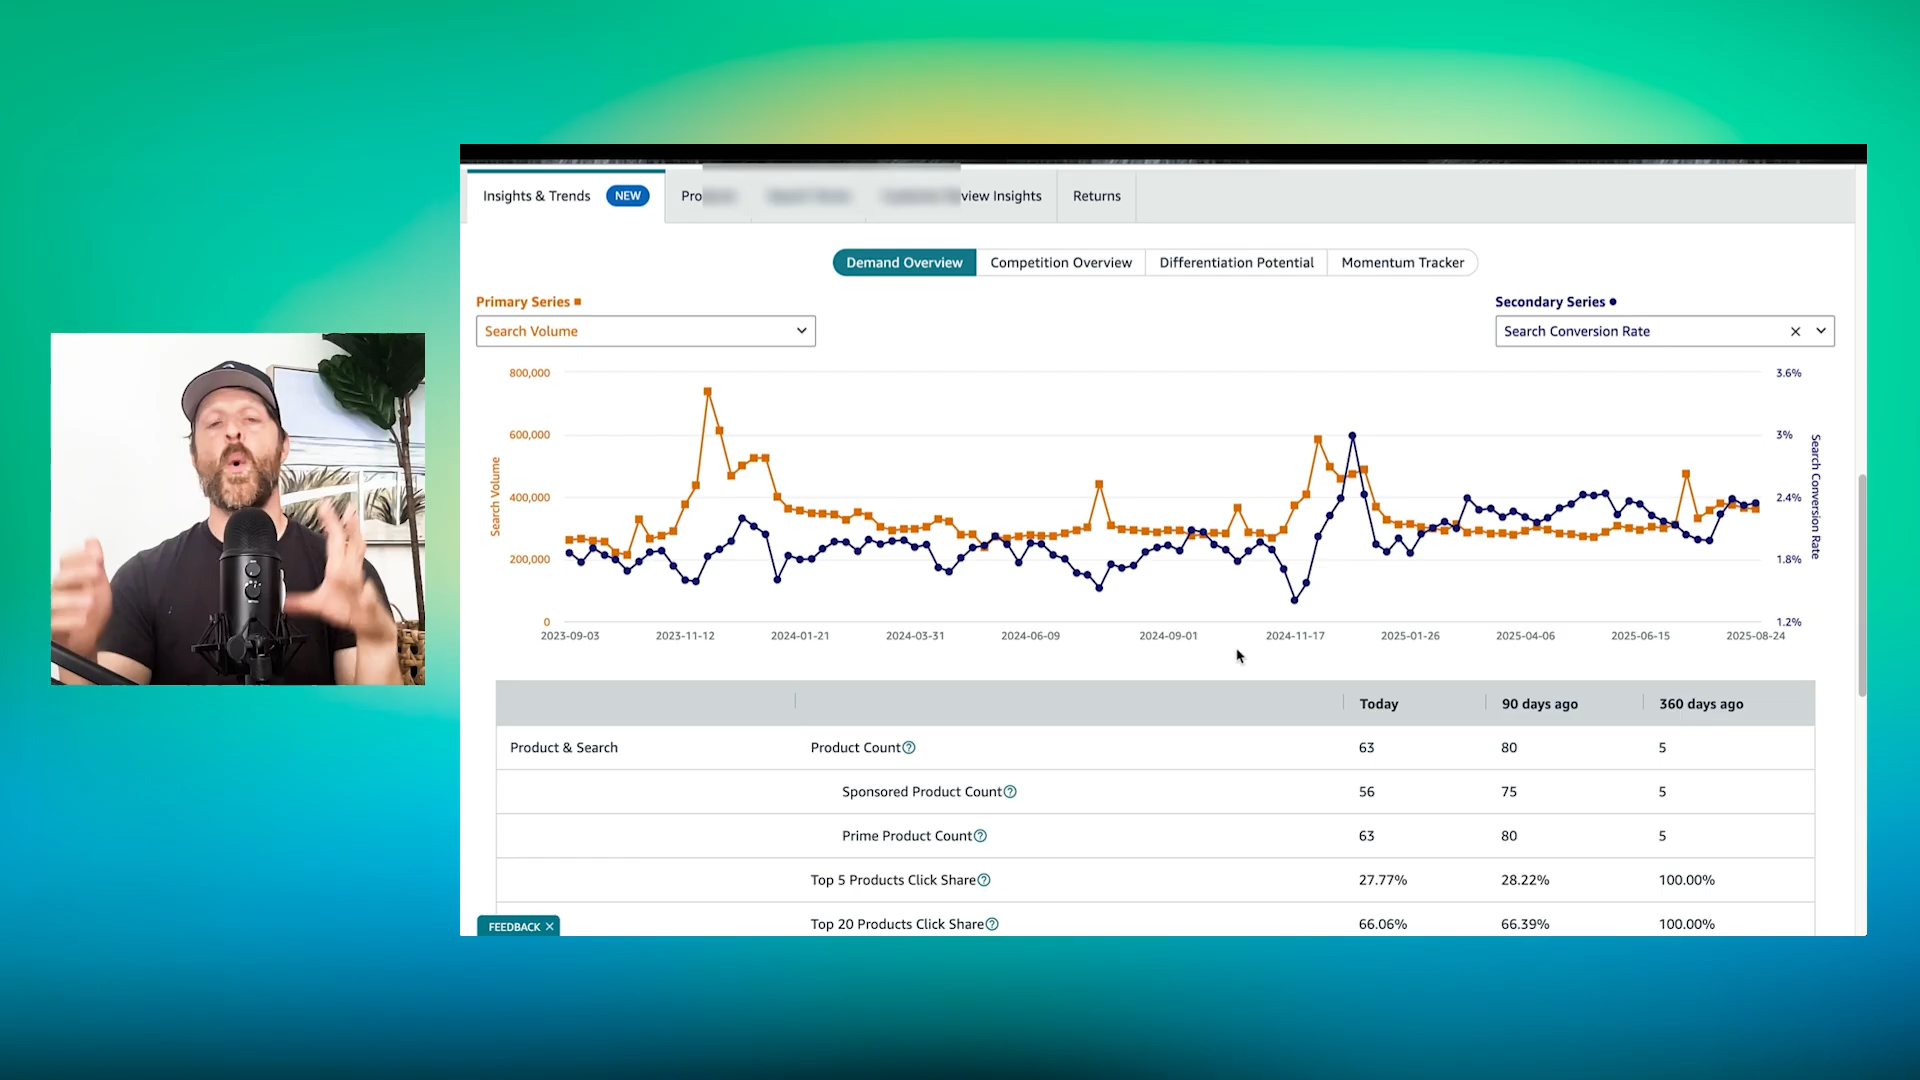 Insights & Trends NEW Pro view Insights Returns
Demand Overview Competition Overview Differentiation Potential Momentum Tracker
Primary Series Secondary Series
Search Volume Search Conversion Rate
800,000 3.6%
600,000 3%
400,000 2.4%
200,000 1.8%
0 1.2%
Search Volume
Search Conversion Rate
2023-09-03 2023-11-12 2024-01-21 2024-03-31 2024-06-09 2024-09-01 2024-11-17 2025-01-26 2025-04-06 2025-06-15 2025-08-24
Today 90 days ago 360 days ago
Product & Search Product Count 63 80 5
Sponsored Product Count 56 75 5
Prime Product Count 63 80 5
Top 5 Products Click Share 27.77% 28.22% 100.00%
Top 20 Products Click Share 66.06% 66.39% 100.00%
FEEDBACK